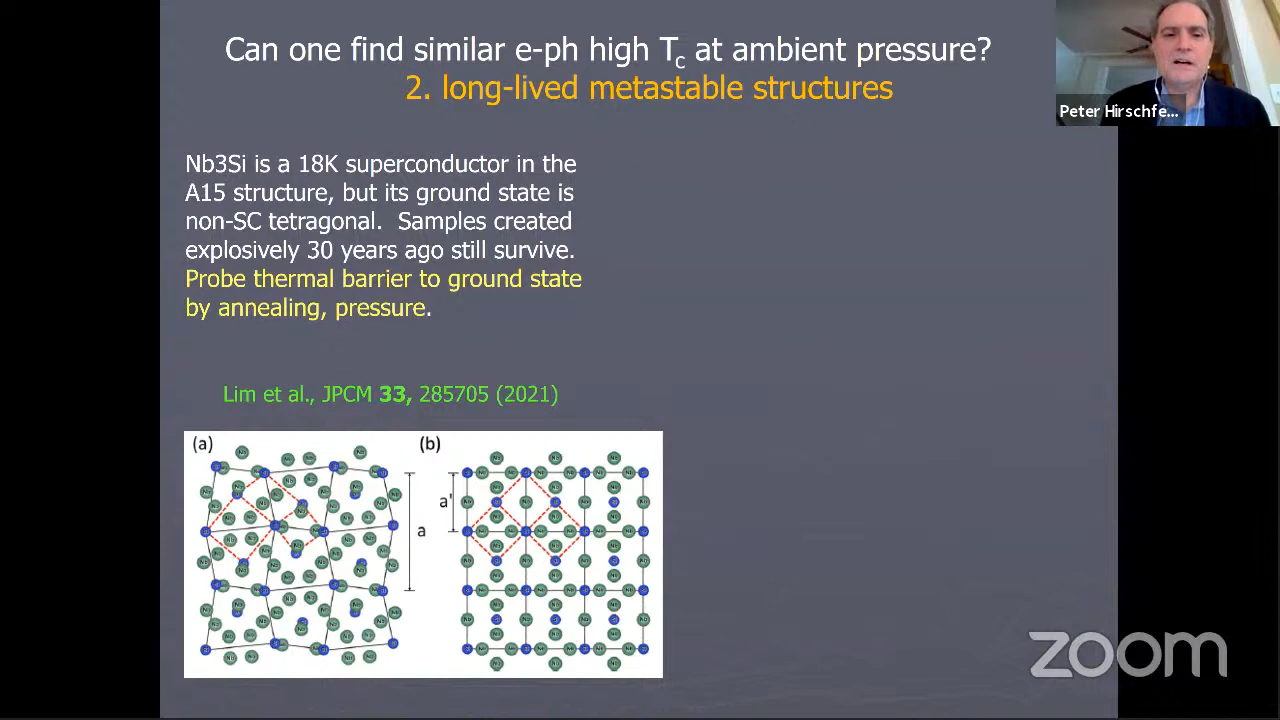 Can one find similar e-ph high Tc at ambient pressure?
2. long-lived metastable structures
Peter Hirschfe...
Nb3Si is a 18K superconductor in the
A15 structure, but its ground state is
non-SC tetragonal. Samples created
explosively 30 years ago still survive.
Probe thermal barrier to ground state
by annealing, pressure.
Lim et al., JPCM 33, 285705 (2021)
(a)
(b)
a
a'
zoom